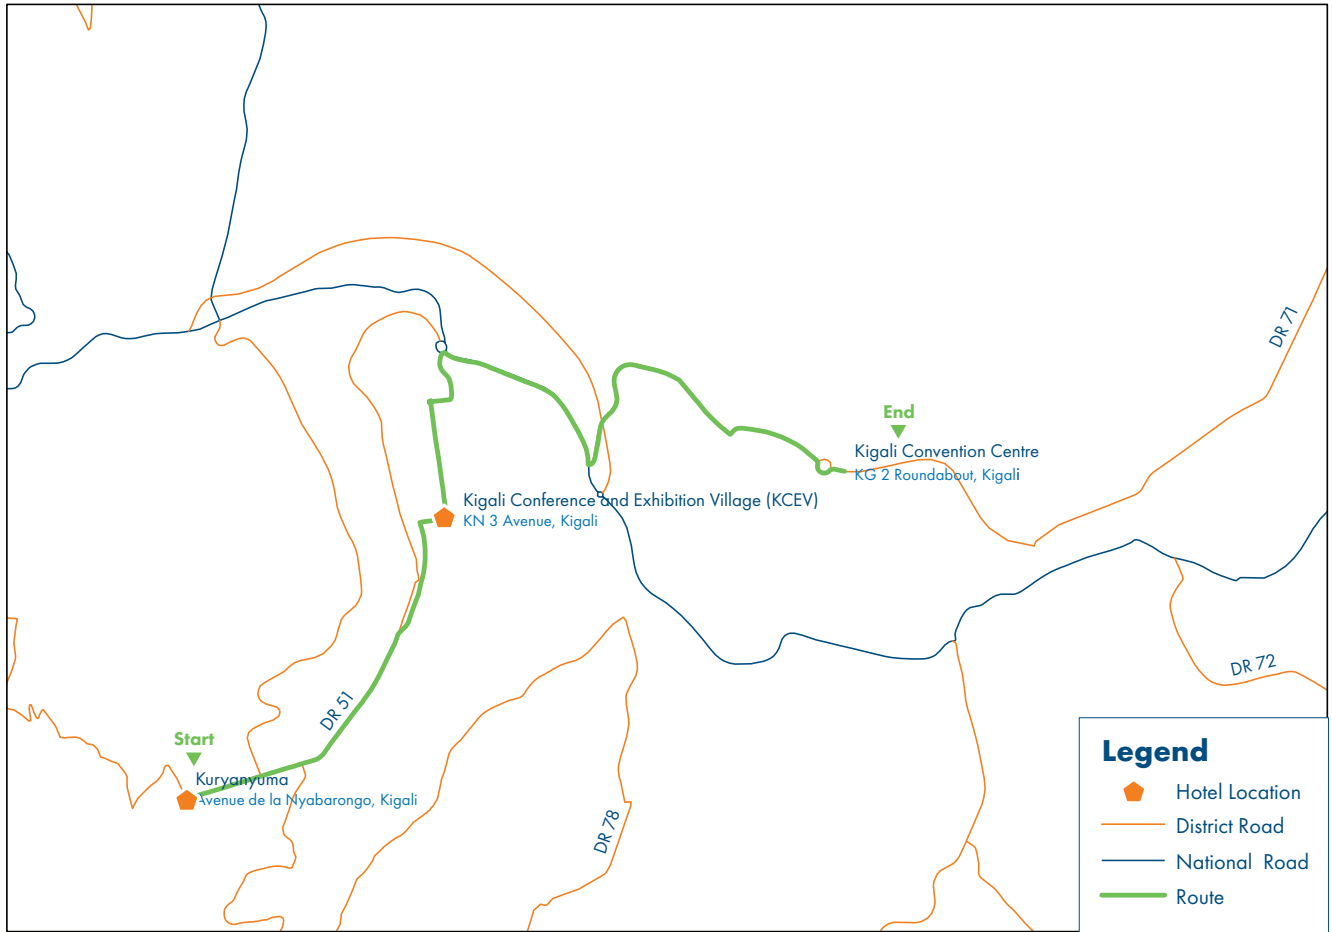 DR 71
End
Kigali Convention Centre
KG 2 Roundabout, Kigali
Kigali Conference and Exhibition Village (KCEV)
KN 3 Avenue, Kigali
DR 72
DR 51
Start
Kuryanyuma
Avenue de la Nyabarongo, Kigali
DR 78
Legend
Hotel Location
District Road
National Road
Route